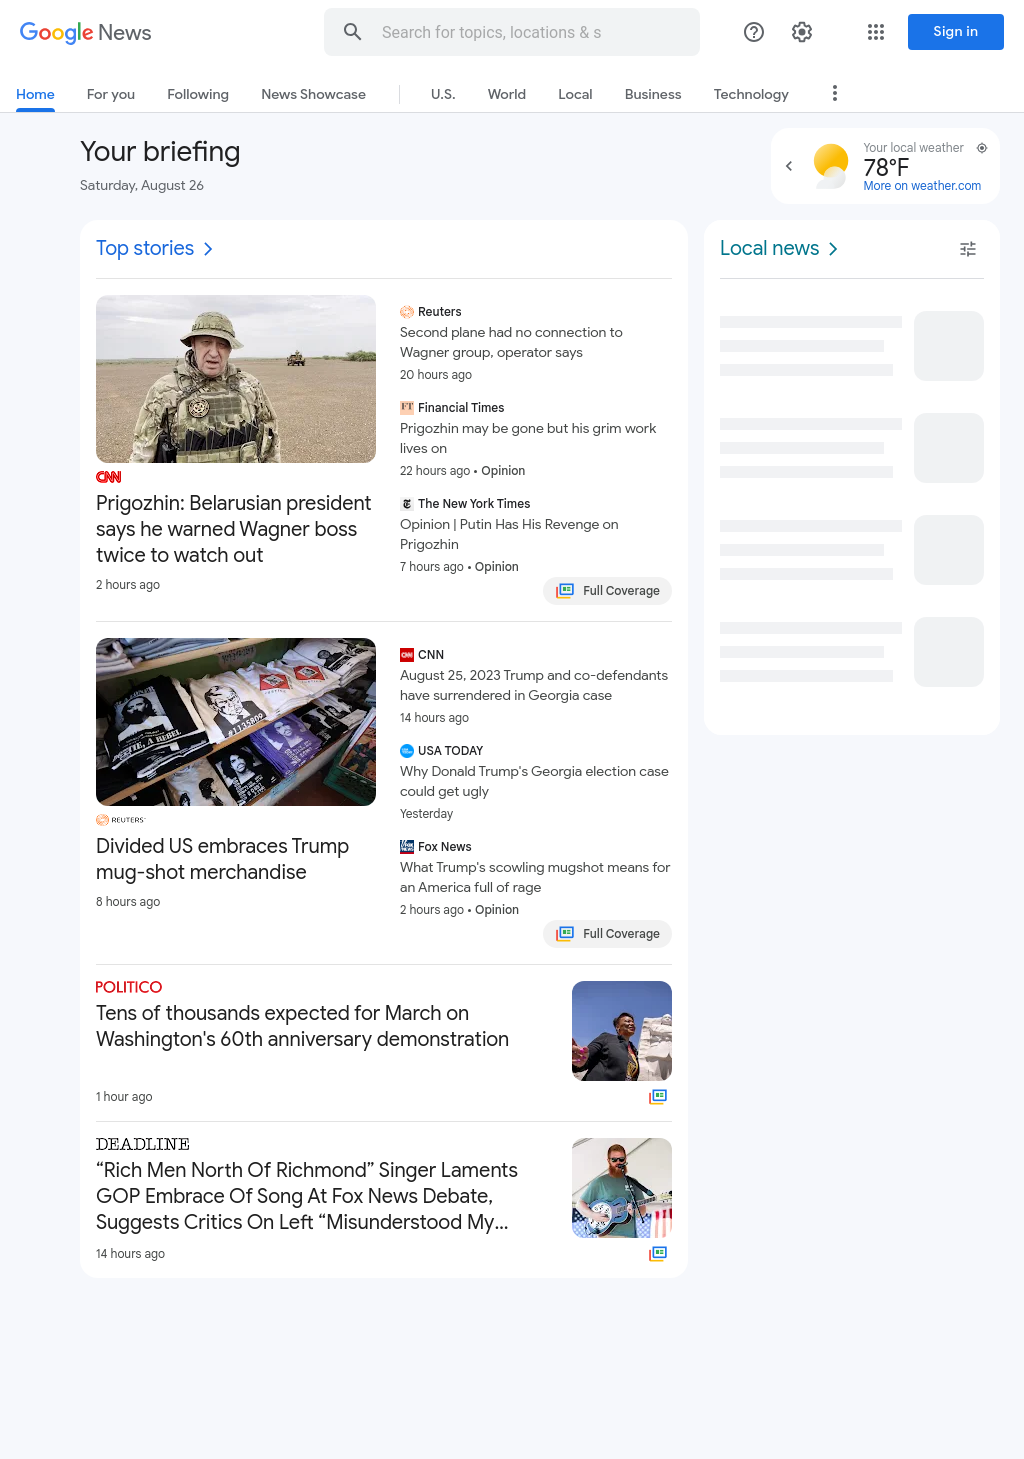 Google News
Search for topics, locations & s
Sign in
Home
For you
Following
News Showcase
U.S.
World
Local
Business
Technology
Your briefing
Saturday, August 26
Your local weather
78°F
More on weather.com
Top stories
CNN
Prigozhin: Belarusian president
says he warned Wagner boss
twice to watch out
2 hours ago
Reuters
Second plane had no connection to
Wagner group, operator says
20 hours ago
FT
Financial Times
Prigozhin may be gone but his grim work
lives on
22 hours ago • Opinion
The New York Times
Opinion | Putin Has His Revenge on
Prigozhin
7 hours ago • Opinion
Full Coverage
REUTERS
Divided US embraces Trump
mug-shot merchandise
8 hours ago
CNN
August 25, 2023 Trump and co-defendants
have surrendered in Georgia case
14 hours ago
USA TODAY
Why Donald Trump's Georgia election case
could get ugly
Yesterday
Fox News
What Trump's scowling mugshot means for
an America full of rage
2 hours ago • Opinion
Full Coverage
POLITICO
Tens of thousands expected for March on
Washington's 60th anniversary demonstration
1 hour ago
DEADLINE
“Rich Men North Of Richmond” Singer Laments
GOP Embrace Of Song At Fox News Debate,
Suggests Critics On Left “Misunderstood My...
14 hours ago
Local news